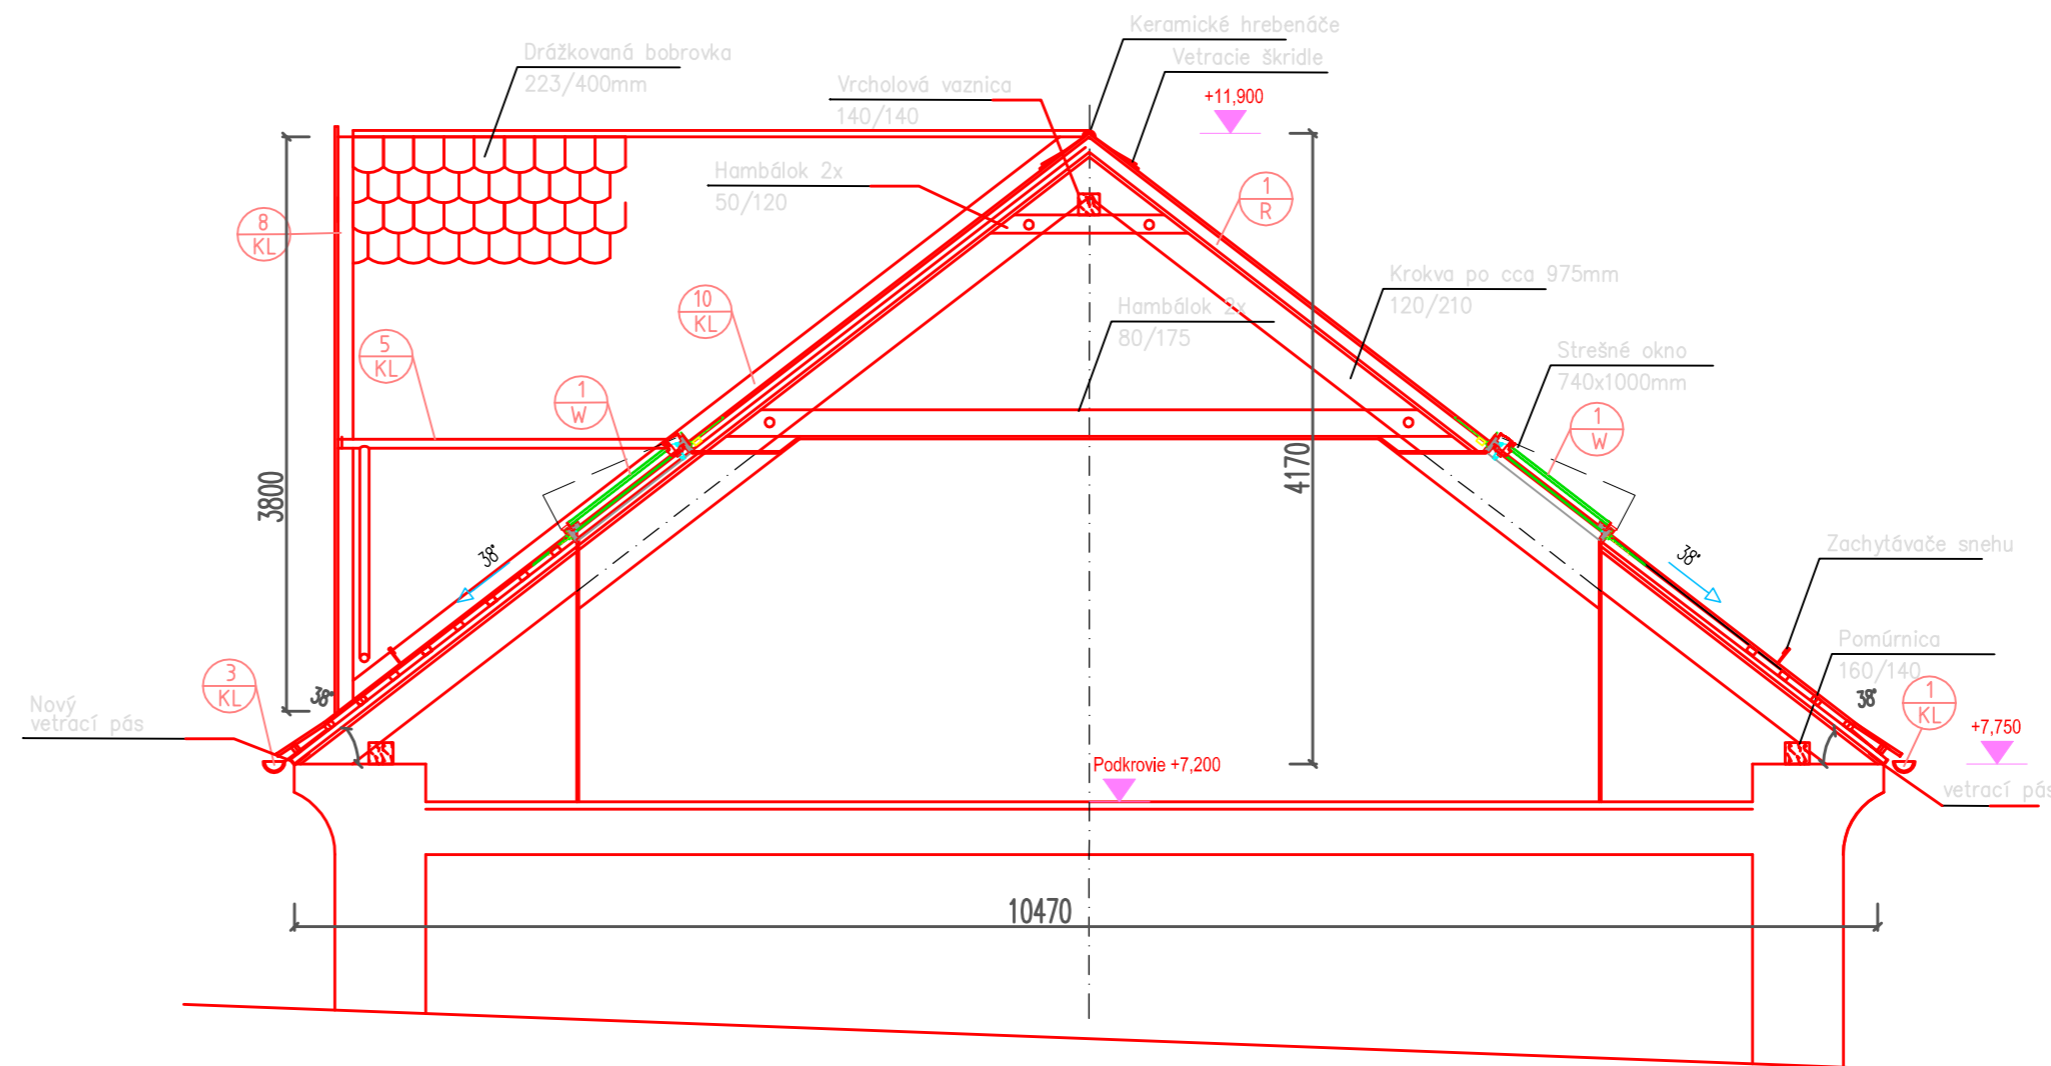 Keramické hrebenáče
Drážkovaná bobrovka
223/400mm
Vetracie škridle
Vrcholová vaznica
140/140
+11,900
Hambálok 2x
50/120
1
R
8
KL
Krokva po cca 975mm
120/210
10
KL
Hambálok 2x
80/175
5
KL
Strešné okno
740x1000mm
1
W
1
W
3800
4170
38°
38°
Zachytávače snehu
Pomúrnica
160/140
3
KL
38°
38°
1
KL
Nový
vetrací pás
+7,750
Podkrovie +7,200
vetrací pás
10470